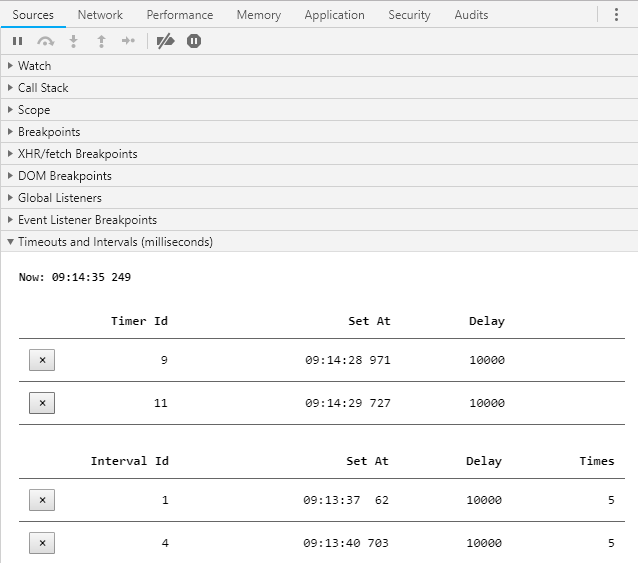 Sources Network Performance Memory Application Security Audits
Watch
Call Stack
Scope
Breakpoints
XHR/fetch Breakpoints
DOM Breakpoints
Global Listeners
Event Listener Breakpoints
Timeouts and Intervals (milliseconds)
Now: 09:14:35 249
Timer Id Set At Delay
× 9 09:14:28 971 10000
× 11 09:14:29 727 10000
Interval Id Set At Delay Times
× 1 09:13:37 62 10000 5
× 4 09:13:40 703 10000 5